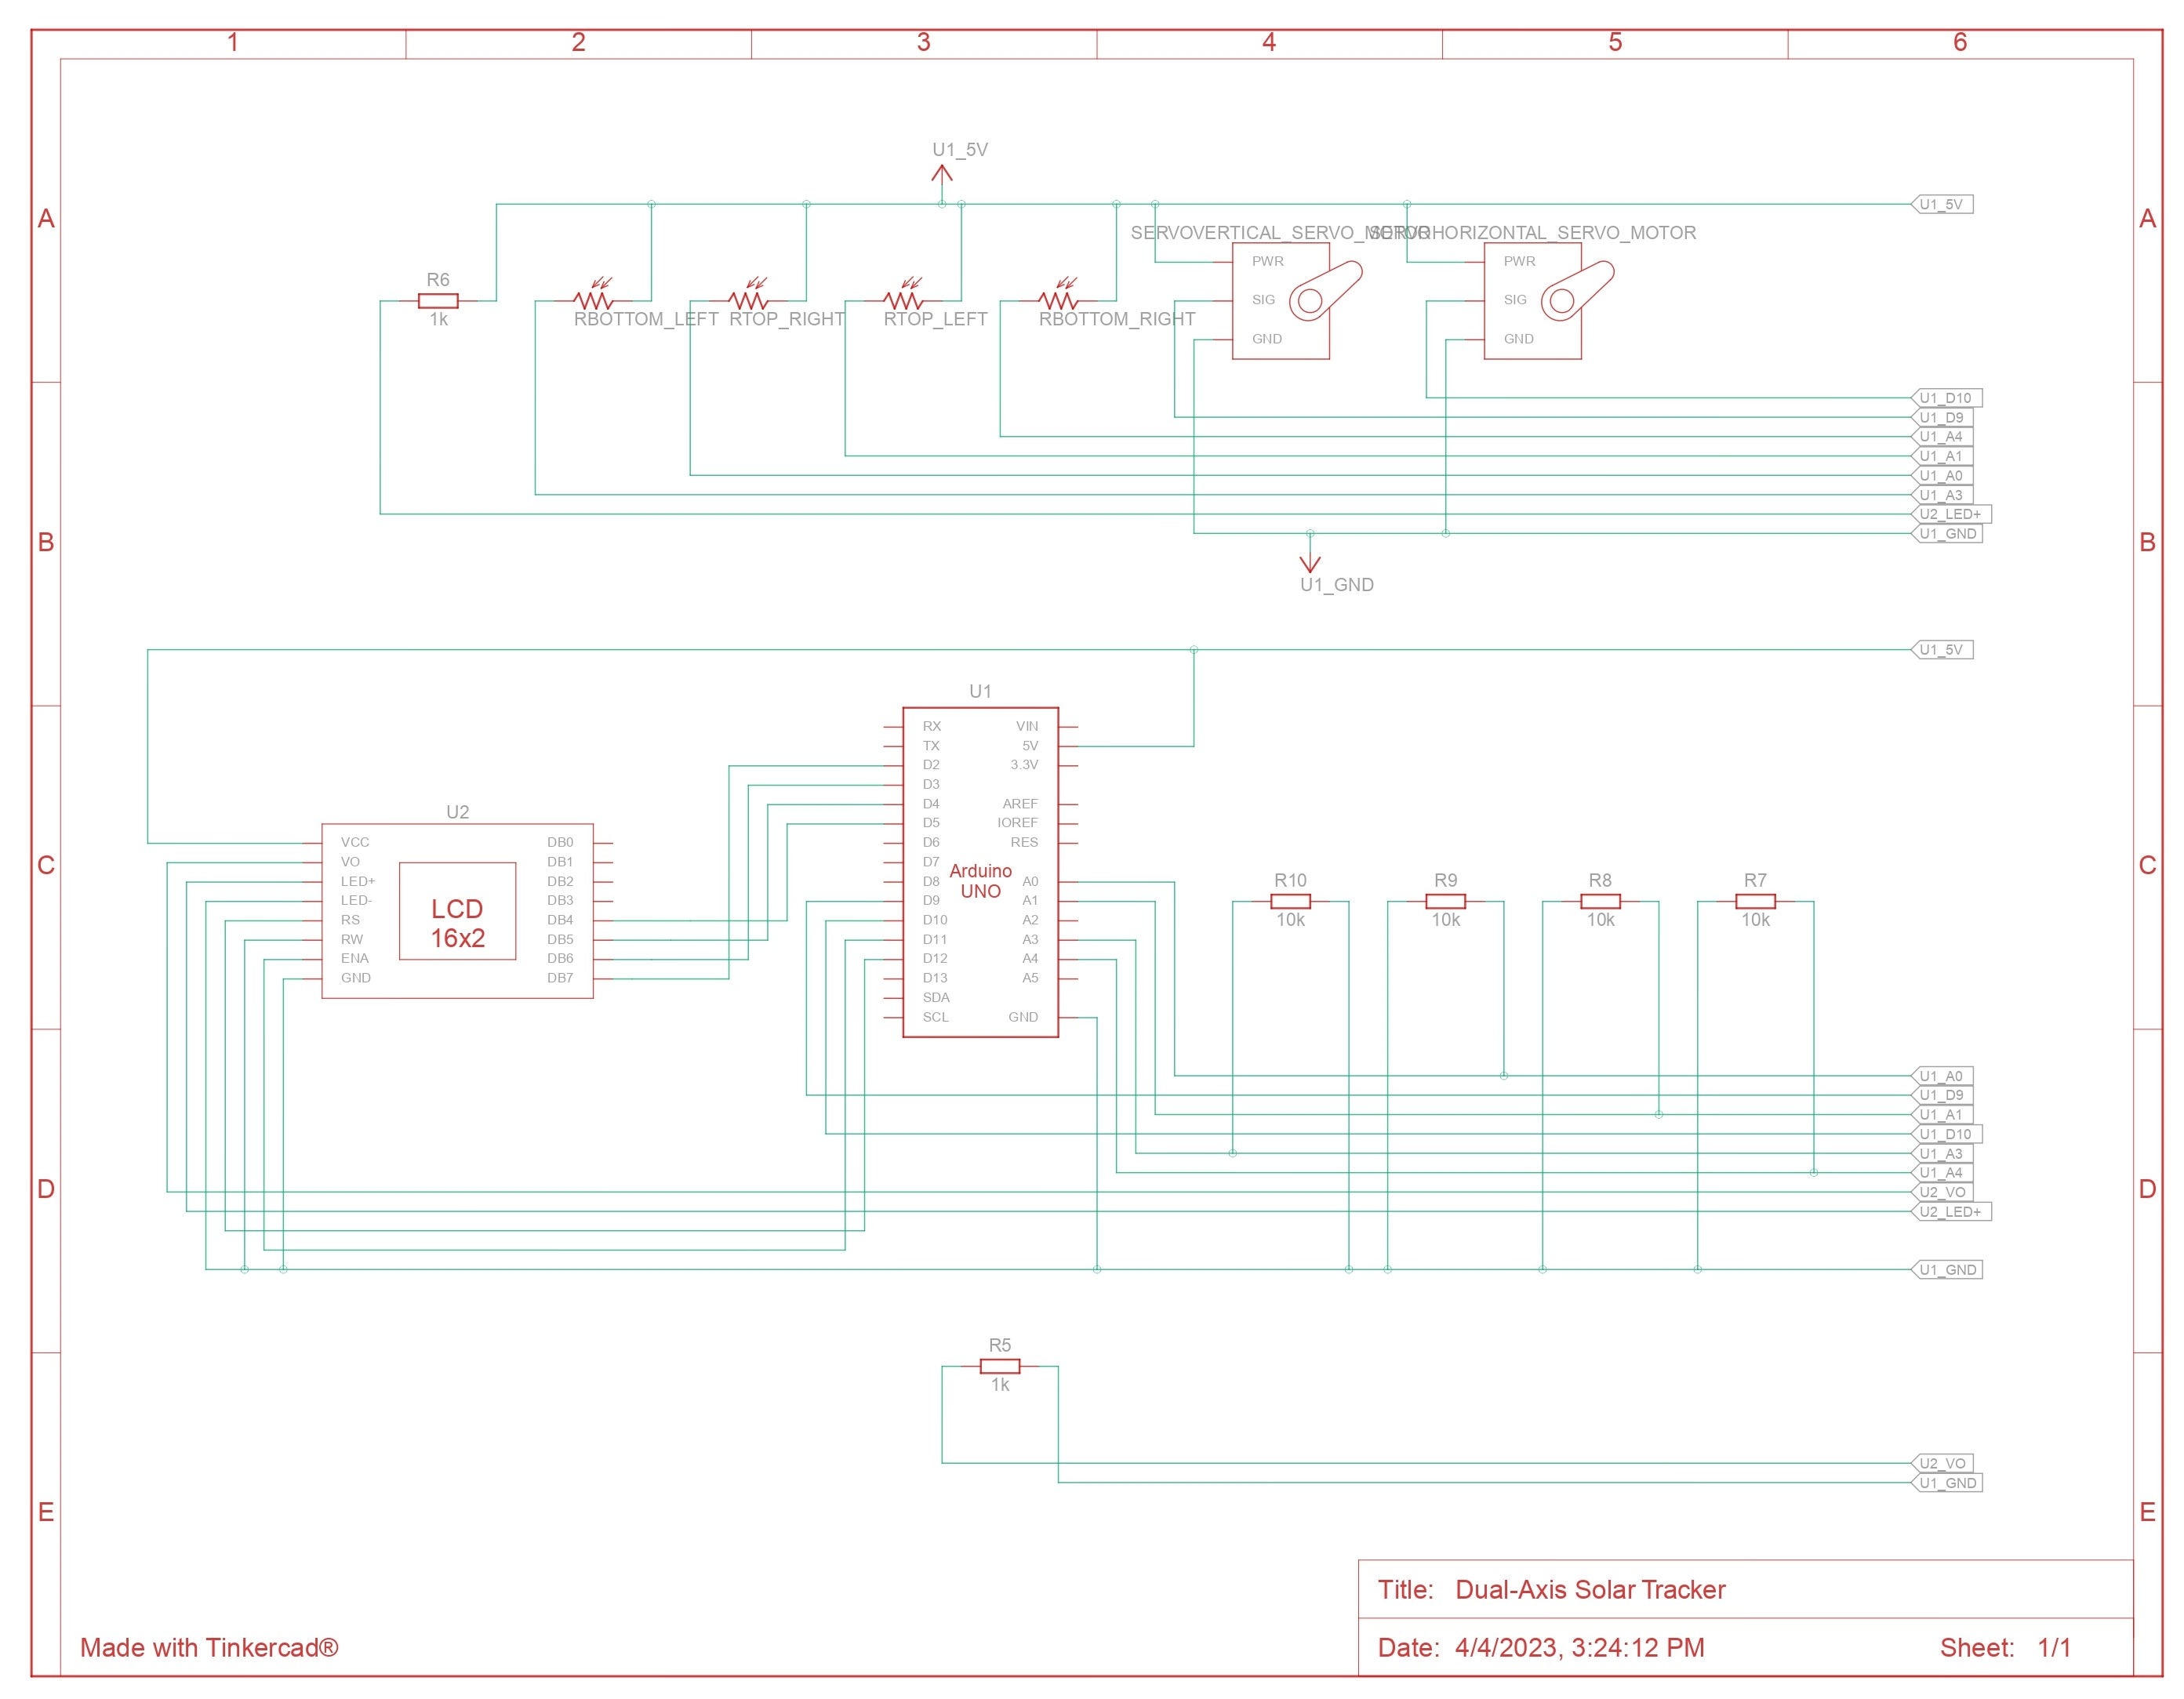 1 2 3 4 5 6
A A
B B
C C
D D
E E
U1_5V
U1_5V
SERVOVERTICAL_SERVO_MOTOR
SERVOHORIZONTAL_SERVO_MOTOR
R6
1k
RBOTTOM_LEFT
RTOP_RIGHT
RTOP_LEFT
RBOTTOM_RIGHT
PWR
SIG
GND
PWR
SIG
GND
U1_D10
U1_D9
U1_A4
U1_A1
U1_A0
U1_A3
U2_LED+
U1_GND
U1_GND
U1_5V
U2
VCC
VO
LED+
LED-
RS
RW
ENA
GND
LCD
16x2
DB0
DB1
DB2
DB3
DB4
DB5
DB6
DB7
U1
RX
TX
D2
D3
D4
D5
D6
D7
D8
D9
D10
D11
D12
D13
SDA
SCL
Arduino
UNO
VIN
5V
3.3V
AREF
IOREF
RES
A0
A1
A2
A3
A4
A5
GND
R10
10k
R9
10k
R8
10k
R7
10k
U1_A0
U1_D9
U1_A1
U1_D10
U1_A3
U1_A4
U2_VO
U2_LED+
U1_GND
R5
1k
U2_VO
U1_GND
Title: Dual-Axis Solar Tracker
Made with Tinkercad®
Date: 4/4/2023, 3:24:12 PM Sheet: 1/1